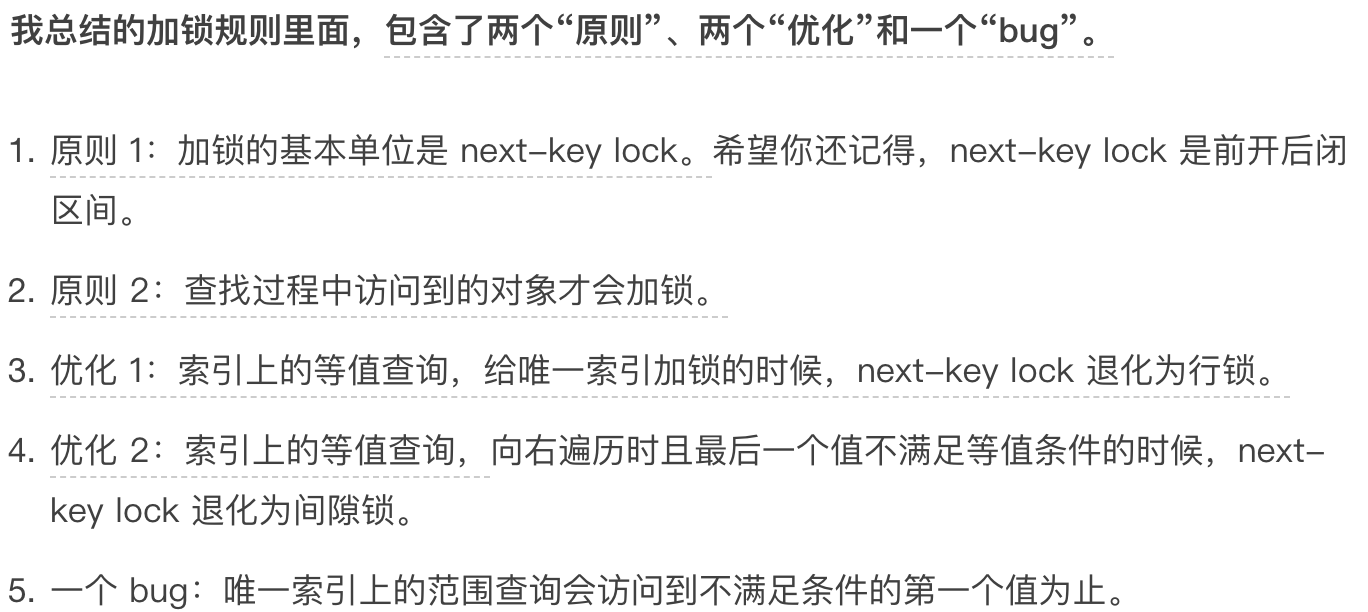 我总结的加锁规则里面，包含了两个“原则”、两个“优化”和一个“bug”。
1. 原则 1：加锁的基本单位是 next-key lock。希望你还记得，next-key lock 是前开后闭
区间。
2. 原则 2：查找过程中访问到的对象才会加锁。
3. 优化 1：索引上的等值查询，给唯一索引加锁的时候，next-key lock 退化为行锁。
4. 优化 2：索引上的等值查询，向右遍历时且最后一个值不满足等值条件的时候，next-
key lock 退化为间隙锁。
5. 一个 bug：唯一索引上的范围查询会访问到不满足条件的第一个值为止。